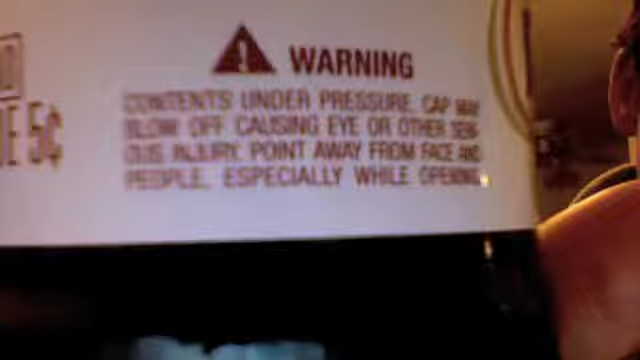 WARNING
CONTENTS UNDER PRESSURE. CAP MAY
BLOW OFF CAUSING EYE OR OTHER SERI-
OUS INJURY. POINT AWAY FROM FACE AND
PEOPLE, ESPECIALLY WHILE OPENING.
E 5¢